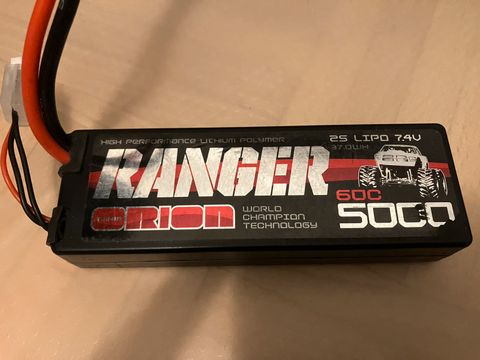 HIGH PERFORMANCE LITHIUM POLYMER
2S LIPO 7.4V
37.0WH
RANGER
60C
5000
ORION
WORLD
CHAMPION
TECHNOLOGY